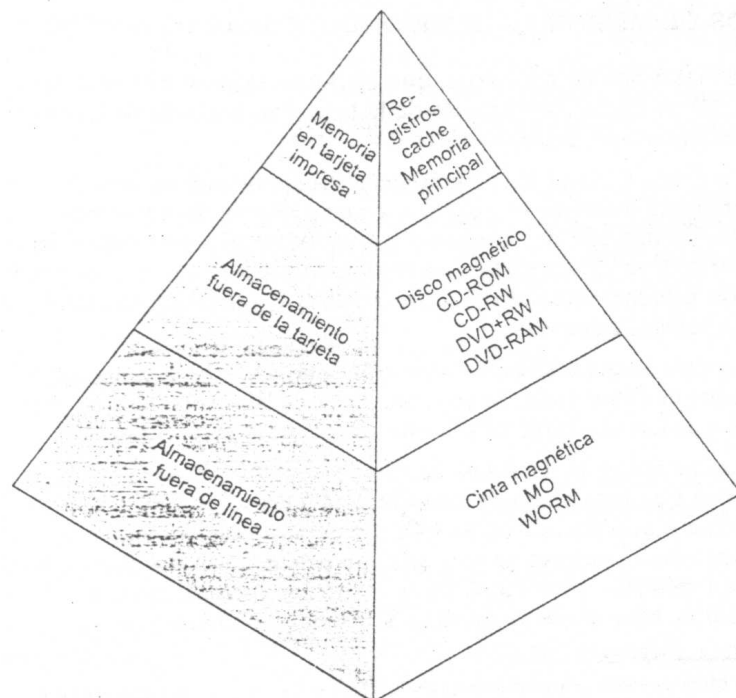 Memoria
en tarjeta
impresa
Re-
gistros
cache
Memoria
principal
Almacenamiento
fuera de la tarjeta
Disco magnético
CD-ROM
CD-RW
DVD+RW
DVD-RAM
Almacenamiento
fuera de línea
Cinta magnética
MO
WORM